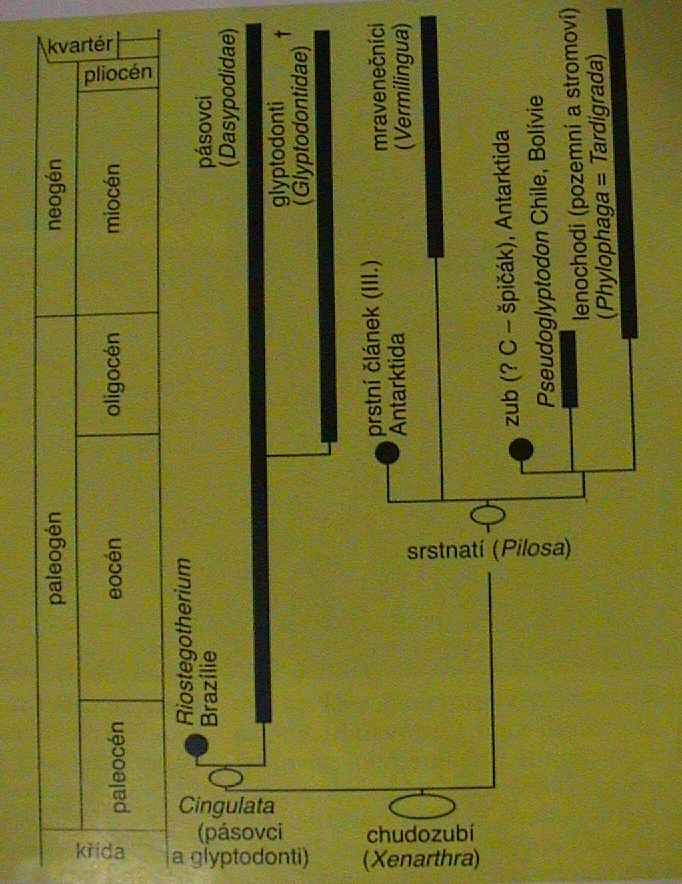 kvartér
pliocén
neogén
miocén
paleogén
oligocén
eocén
paleocén
křída
pásovci
(Dasypodidae)
glyptodonti †
(Glyptodontidae)
mravenečníci
(Vermilingua)
prstní článek (III.)
Antarktida
zub (? C – špičák), Antarktida
Pseudoglyptodon Chile, Bolívie
lenochodi (pozemní a stromoví)
(Phylophaga = Tardigrada)
srstnatí (Pilosa)
Riostegotherium
Brazílie
Cingulata
(pásovci
a glyptodonti)
chudozubí
(Xenarthra)